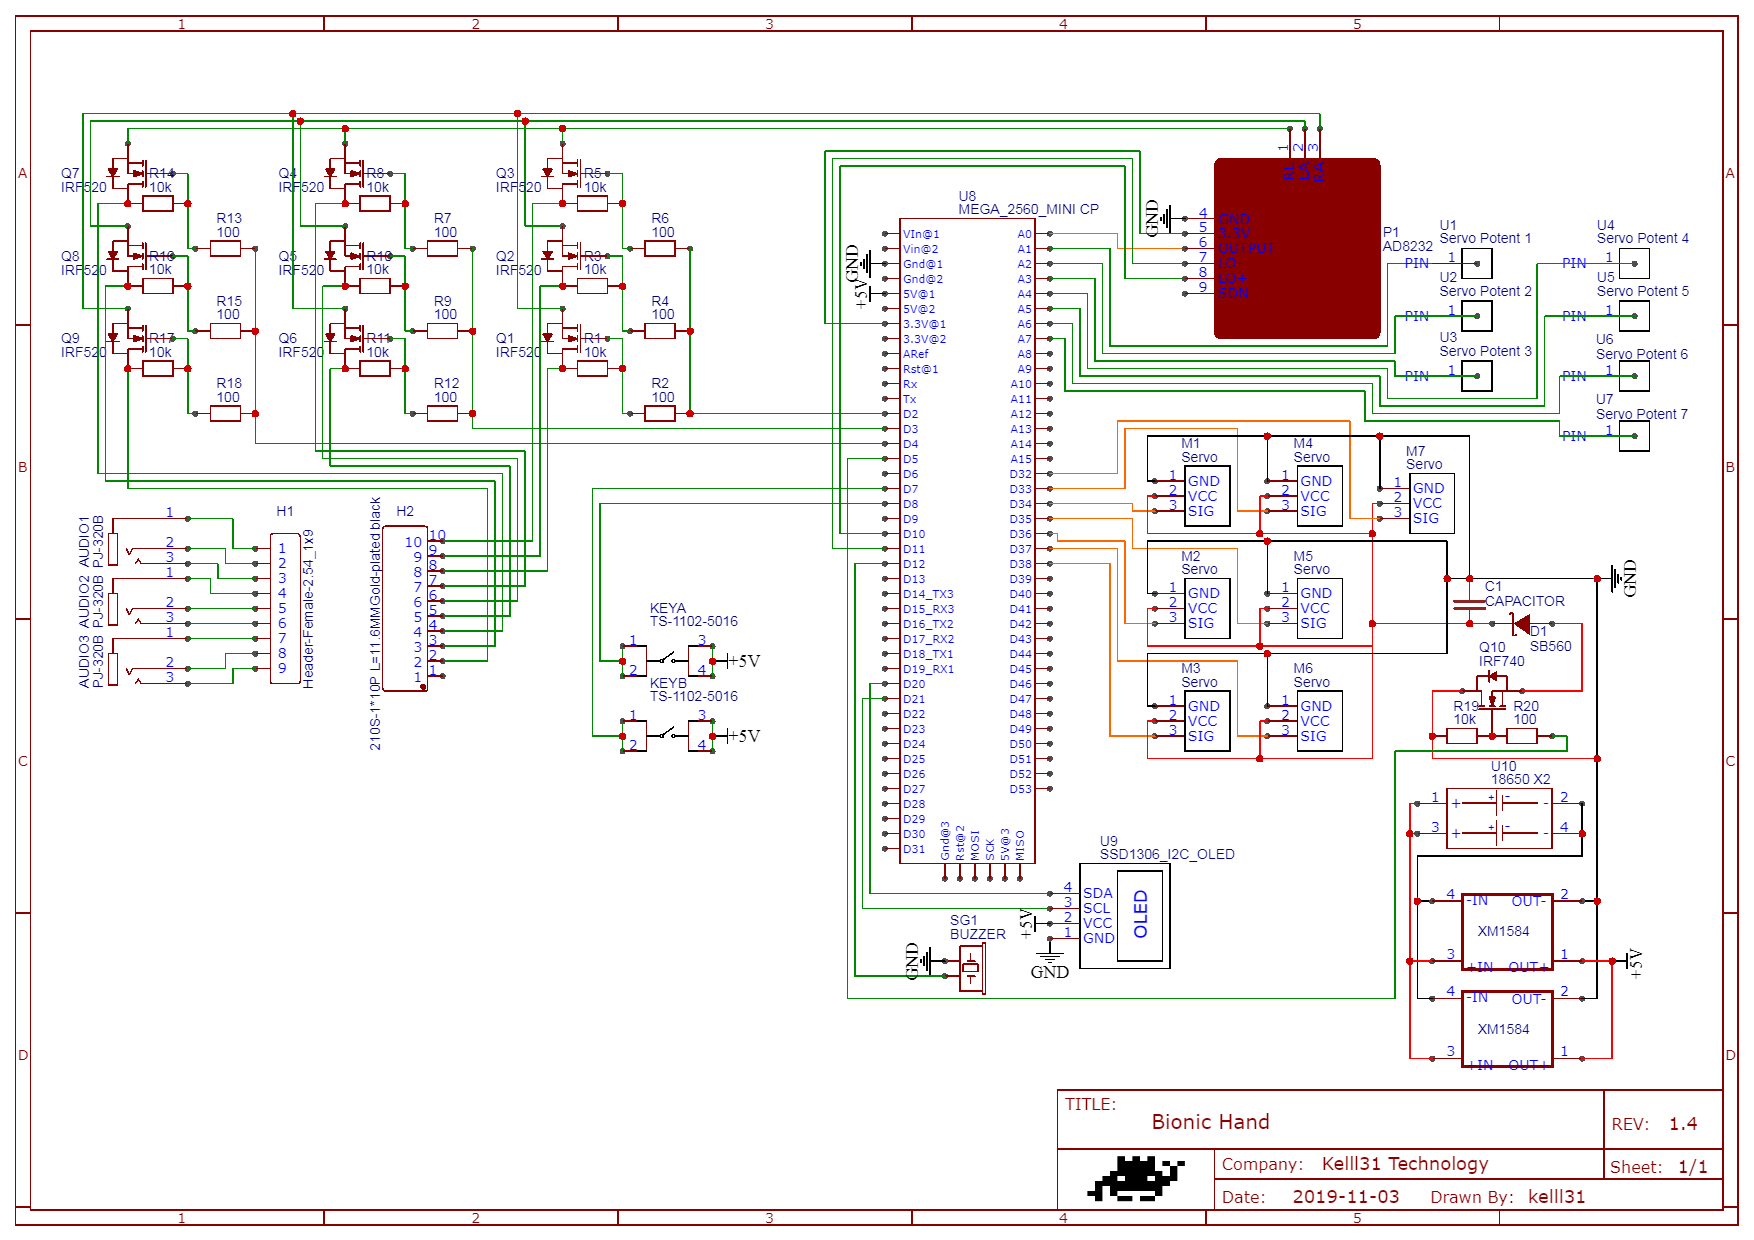 1 2 3 4 5
A
B
C
D
A
B
C
D
1 2 3 4 5
Q7
IRF520
R14
10k
R13
100
Q8
IRF520
R16
10k
R15
100
Q9
IRF520
R17
10k
R18
100
Q4
IRF520
R8
10k
R7
100
Q5
IRF520
R10
10k
R9
100
Q6
IRF520
R11
10k
R12
100
Q3
IRF520
R5
10k
R6
100
Q2
IRF520
R3
10k
R4
100
Q1
IRF520
R1
10k
R2
100
AUDIO1
PJ-320B
1
2
3
AUDIO2
PJ-320B
1
2
3
AUDIO3
PJ-320B
1
2
3
H1
Header-Female-2.54_1x9
1
2
3
4
5
6
7
8
9
H2
210S-1*10P L=11.6MMGold-plated black
10 10
9 9
8 8
7 7
6 6
5 5
4 4
3 3
2 2
1 1
KEYA
TS-1102-5016
1 3
2 4
+5V
KEYB
TS-1102-5016
1 3
2 4
+5V
U8
MEGA_2560_MINI CP
GND
+5V
VIn@1
Vin@2
Gnd@1
Gnd@2
5V@1
5V@2
3.3V@1
3.3V@2
ARef
Rst@1
Rx
Tx
D2
D3
D4
D5
D6
D7
D8
D9
D10
D11
D12
D13
D14_TX3
D15_RX3
D16_TX2
D17_RX2
D18_TX1
D19_RX1
D20
D21
D22
D23
D24
D25
D26
D27
D28
D29
D30
D31
A0
A1
A2
A3
A4
A5
A6
A7
A8
A9
A10
A11
A12
A13
A14
A15
D32
D33
D34
D35
D36
D37
D38
D39
D40
D41
D42
D43
D44
D45
D46
D47
D48
D49
D50
D51
D52
D53
Gnd@3
Rst@2
MOSI
SCK
5V@3
MISO
P1
AD8232
1
2
3
GND
4 GND
5 3.3V
6 OUTPUT
7 LO-
8 LO+
9 SDN
U1
Servo Potent 1
PIN 1
U2
Servo Potent 2
PIN 1
U3
Servo Potent 3
PIN 1
U4
Servo Potent 4
PIN 1
U5
Servo Potent 5
PIN 1
U6
Servo Potent 6
PIN 1
U7
Servo Potent 7
PIN 1
M1
Servo
1 GND
2 VCC
3 SIG
M4
Servo
1 GND
2 VCC
3 SIG
M7
Servo
1 GND
2 VCC
3 SIG
M2
Servo
1 GND
2 VCC
3 SIG
M5
Servo
1 GND
2 VCC
3 SIG
M3
Servo
1 GND
2 VCC
3 SIG
M6
Servo
1 GND
2 VCC
3 SIG
GND
C1
CAPACITOR
D1
SB560
Q10
IRF740
R19
10k
R20
100
U10
18650 X2
1 + + - - 2
3 + + - - 4
4 -IN OUT- 2
XM1584
3 +IN OUT+ 1
+5V
4 -IN OUT- 2
XM1584
3 +IN OUT+ 1
U9
SSD1306_I2C_OLED
4 SDA
3 SCL
2 VCC
1 GND
OLED
+5V
GND
SG1
BUZZER
GND
TITLE:
Bionic Hand
REV: 1.4
Company: Kelll31 Technology
Sheet: 1/1
Date: 2019-11-03 Drawn By: kelll31